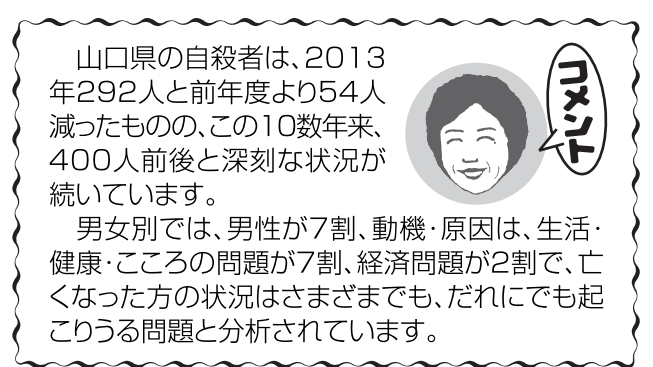 山口県の自殺者は、2013
年292人と前年度より54人
減ったものの、この10数年来、
400人前後と深刻な状況が
続いています。
男女別では、男性が7割、動機・原因は、生活・
健康・こころの問題が7割、経済問題が2割で、亡
くなった方の状況はさまざまでも、だれにでも起
こりうる問題と分析されています。
コメント